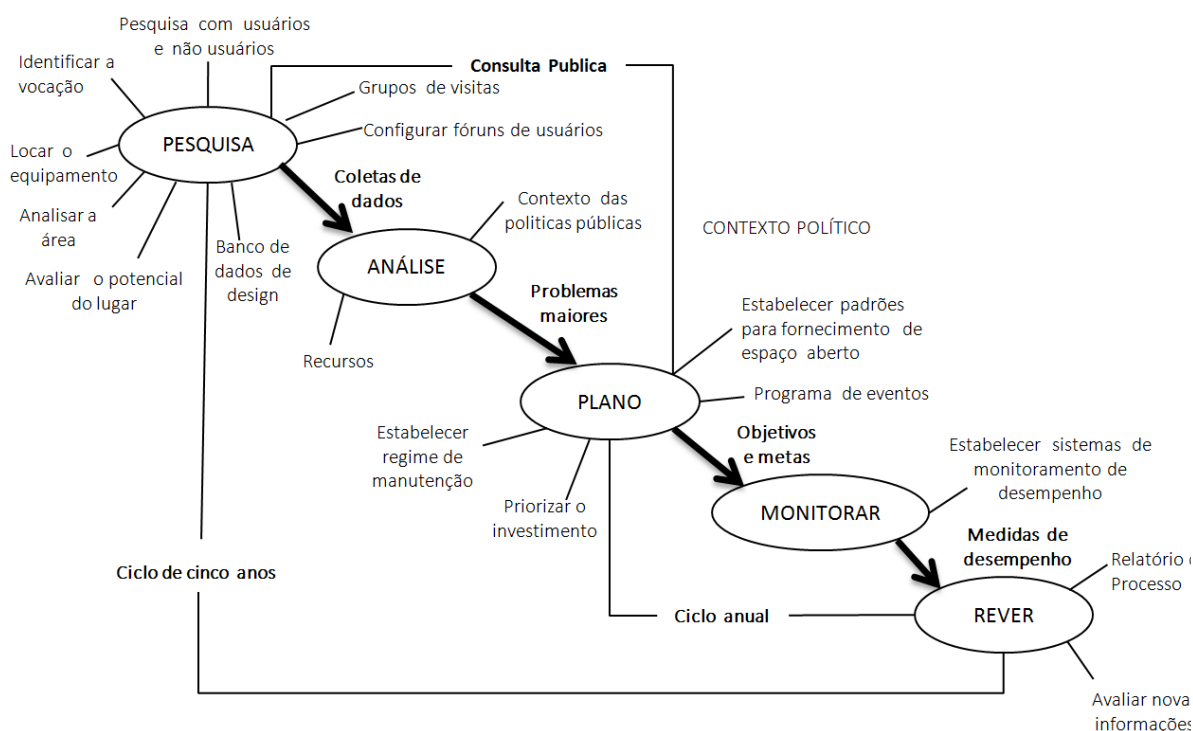 Pesquisa com usuários
e não usuários
Identificar a
vocação
Consulta Publica
Grupos de visitas
Configurar fóruns de usuários
PESQUISA
Locar o
equipamento
Coletas de
dados
Analisar a
área
Contexto das
politicas públicas
CONTEXTO POLÍTICO
Avaliar o potencial
do lugar
Banco de
dados de
design
ANÁLISE
Problemas
maiores
Estabelecer padrões
para fornecimento de
espaço aberto
Recursos
PLANO
Programa de eventos
Estabelecer
regime de
manutenção
Objetivos
e metas
Estabelecer sistemas de
monitoramento de
desempenho
Priorizar o
investimento
MONITORAR
Medidas de
desempenho
Relatório
Processo
Ciclo de cinco anos
Ciclo anual
REVER
Avaliar nova
informações